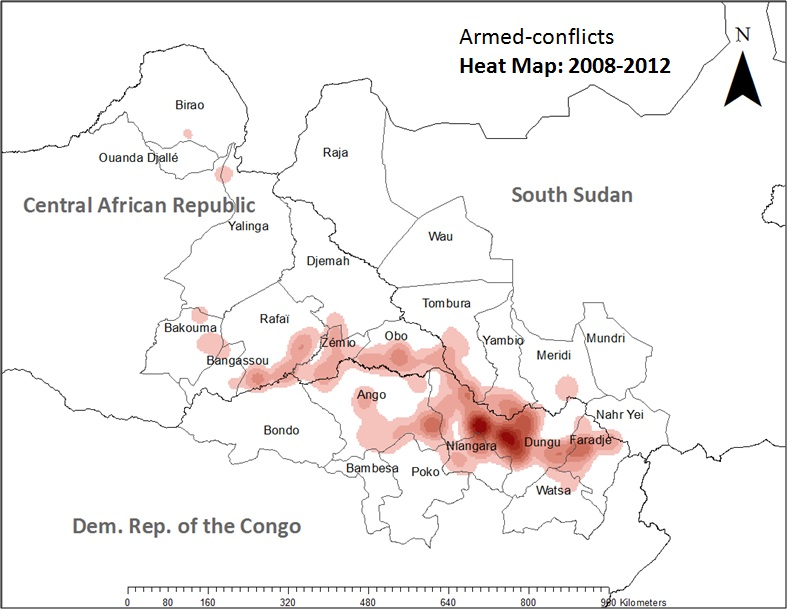 Armed-conflicts
Heat Map: 2008-2012
N
Birao
Ouanda Djallé
Raja
Central African Republic
South Sudan
Yalinga
Wau
Djemah
Tombura
Rafaï
Bakouma
Zémio
Obo
Yambio
Mundri
Meridi
Bangassou
Ango
Nahr Yei
Bondo
Niangara
Dungu
Faradje
Bambesa
Poko
Watsa
Dem. Rep. of the Congo
0 80 160 320 480 640 800 960 Kilometers